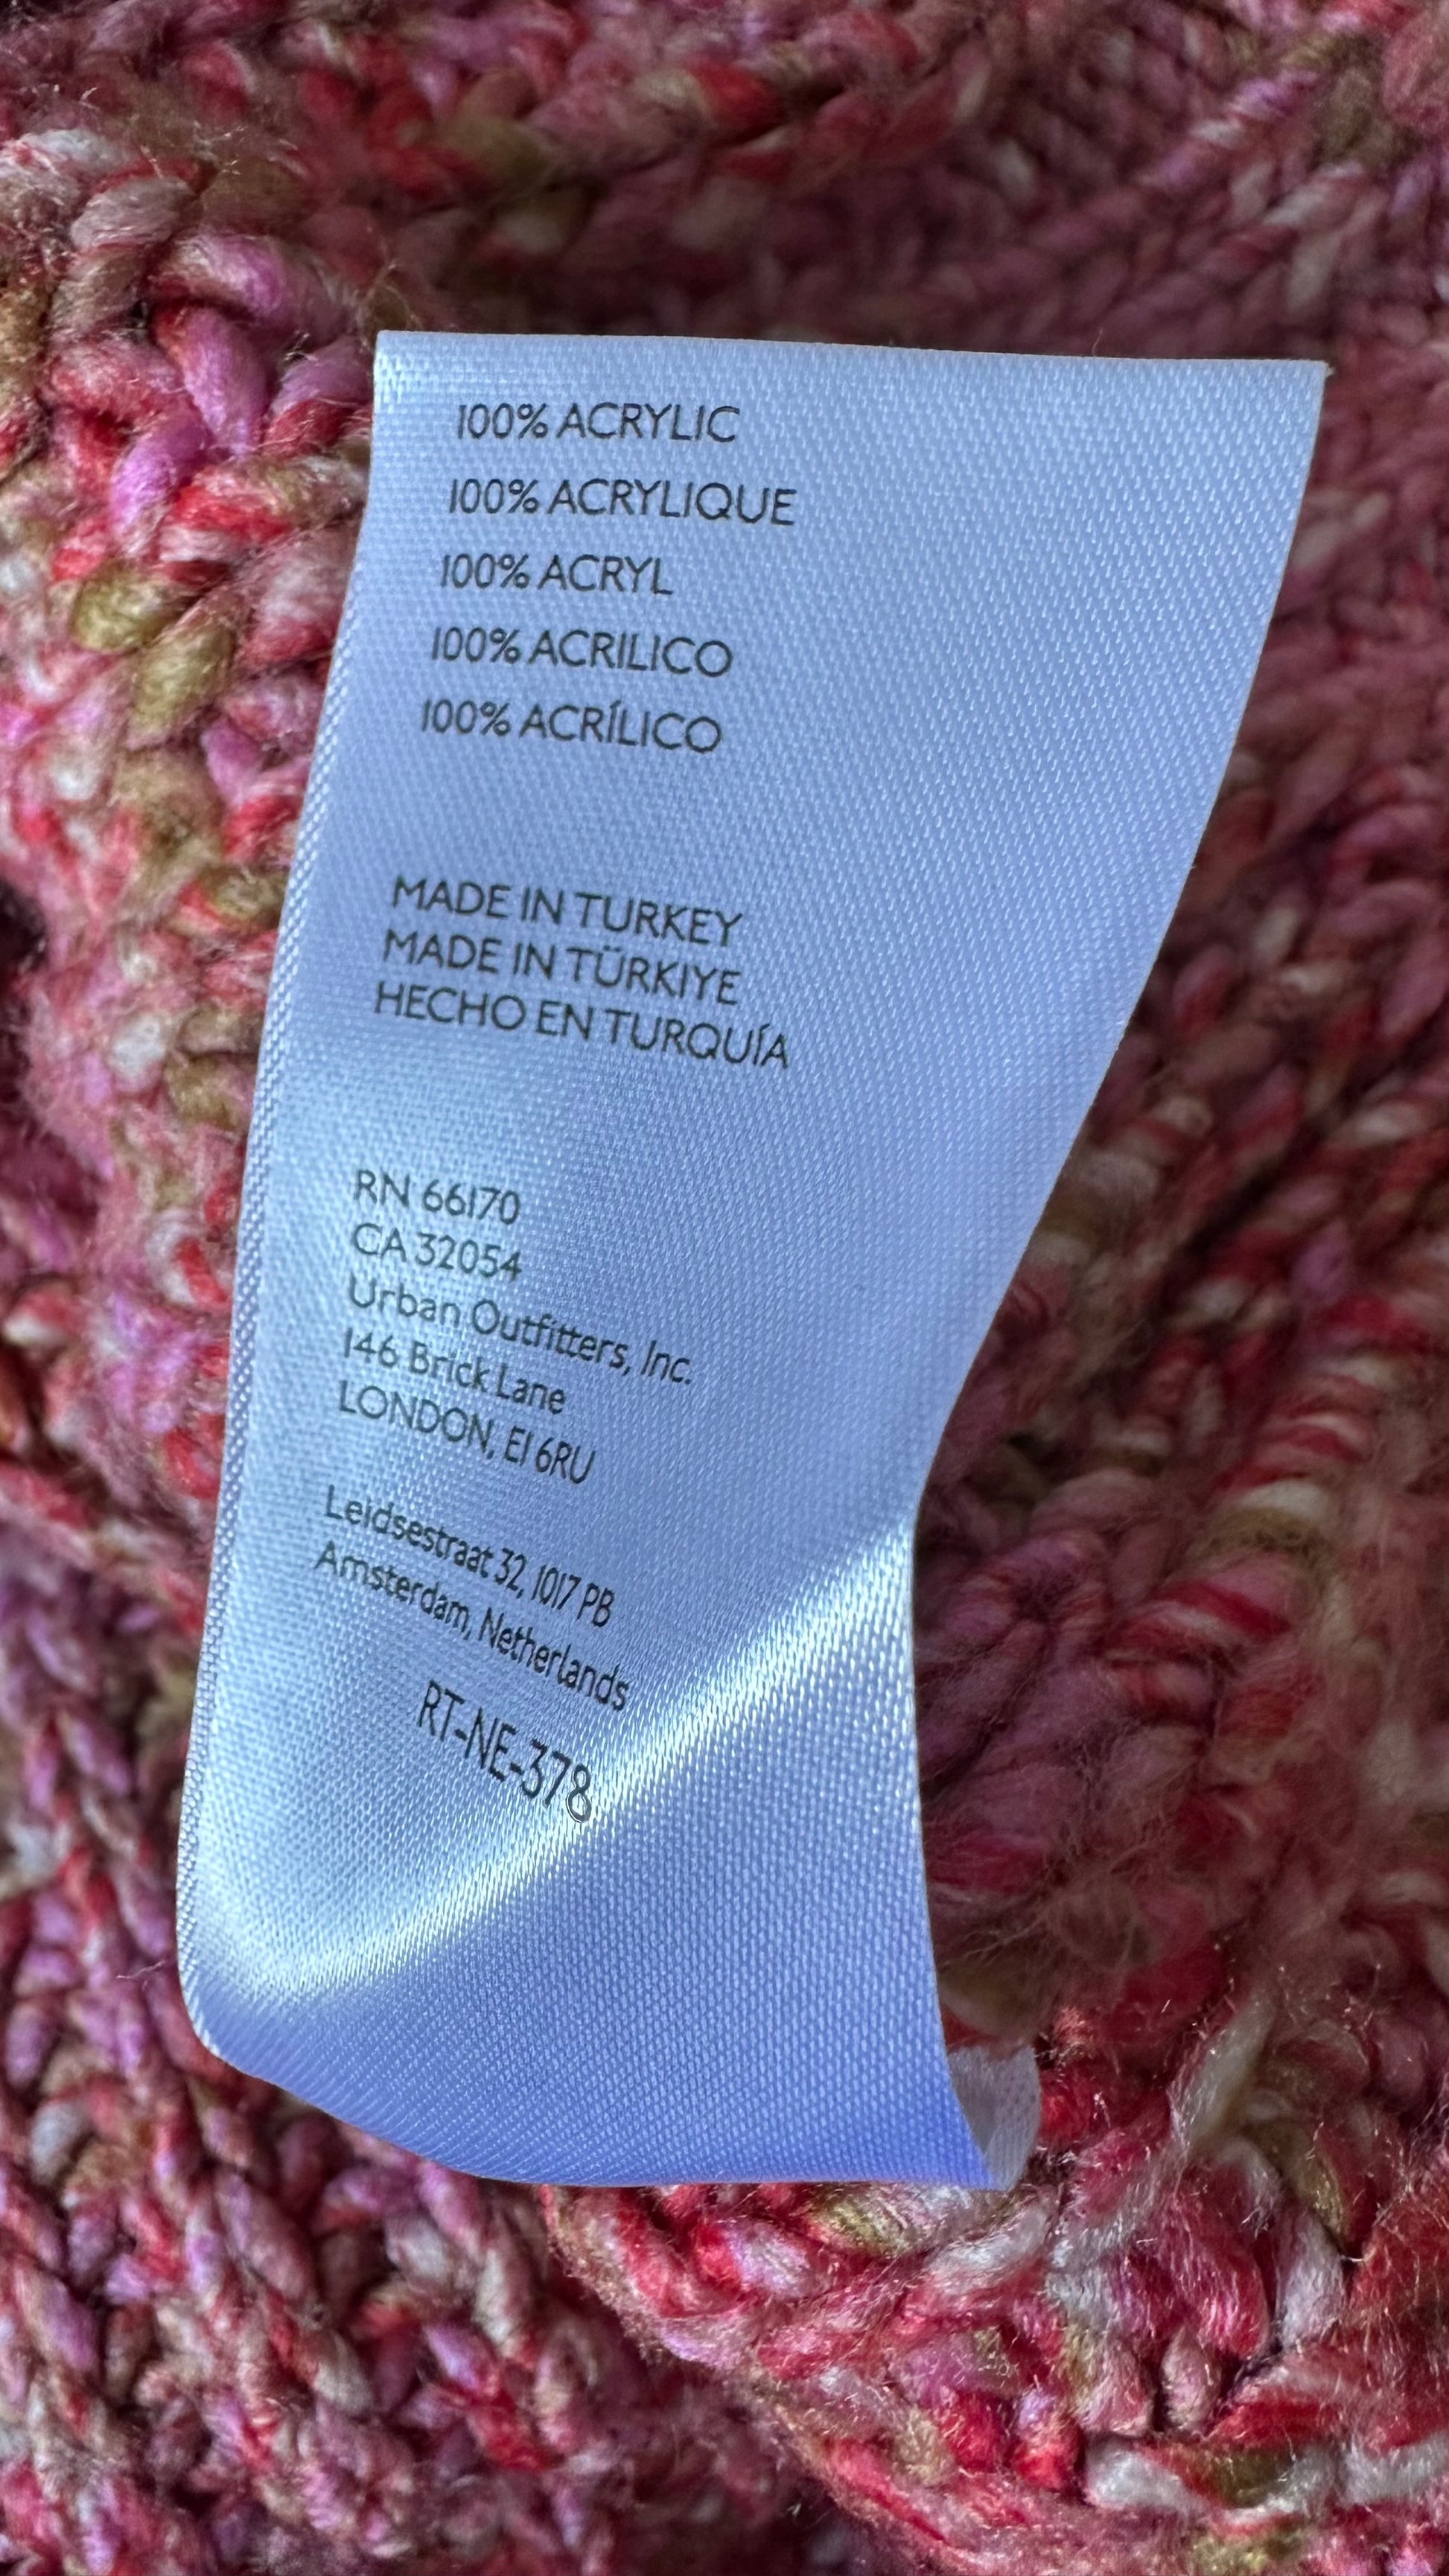 100% ACRYLIC
100% ACRYLIQUE
100% ACRYL
100% ACRILICO
100% ACRÍLICO
MADE IN TURKEY
MADE IN TÜRKIYE
HECHO EN TURQUÍA
RN 66170
CA 32054
Urban Outfitters, Inc.
146 Brick Lane
LONDON, E1 6RU
Leidsestraat 32, 1017 PB
Amsterdam, Netherlands
RT-NE-378